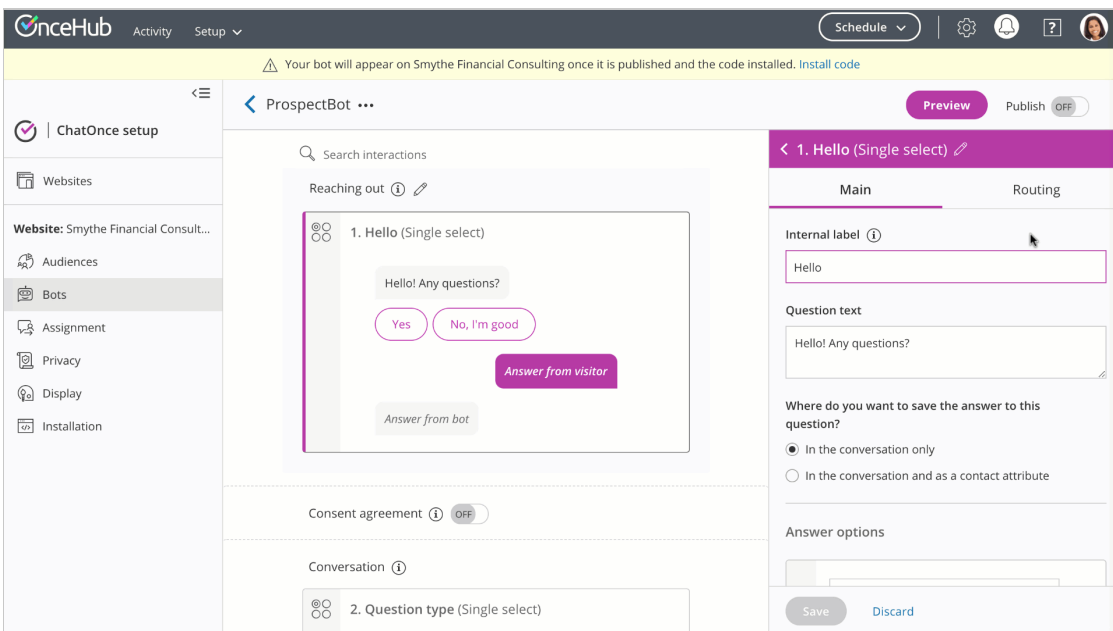 OnceHub
Activity
Setup
Schedule
?
Your bot will appear on Smythe Financial Consulting once it is published and the code installed. Install code
ChatOnce setup
Websites
Website: Smythe Financial Consult...
Audiences
Bots
Assignment
Privacy
Display
Installation
ProspectBot
Preview
Publish
OFF
Search interactions
Reaching out
1. Hello (Single select)
Hello! Any questions?
Yes
No, I'm good
Answer from visitor
Answer from bot
Consent agreement
OFF
Conversation
2. Question type (Single select)
1. Hello (Single select)
Main
Routing
Internal label
Hello
Question text
Hello! Any questions?
Where do you want to save the answer to this
question?
In the conversation only
In the conversation and as a contact attribute
Answer options
Save
Discard